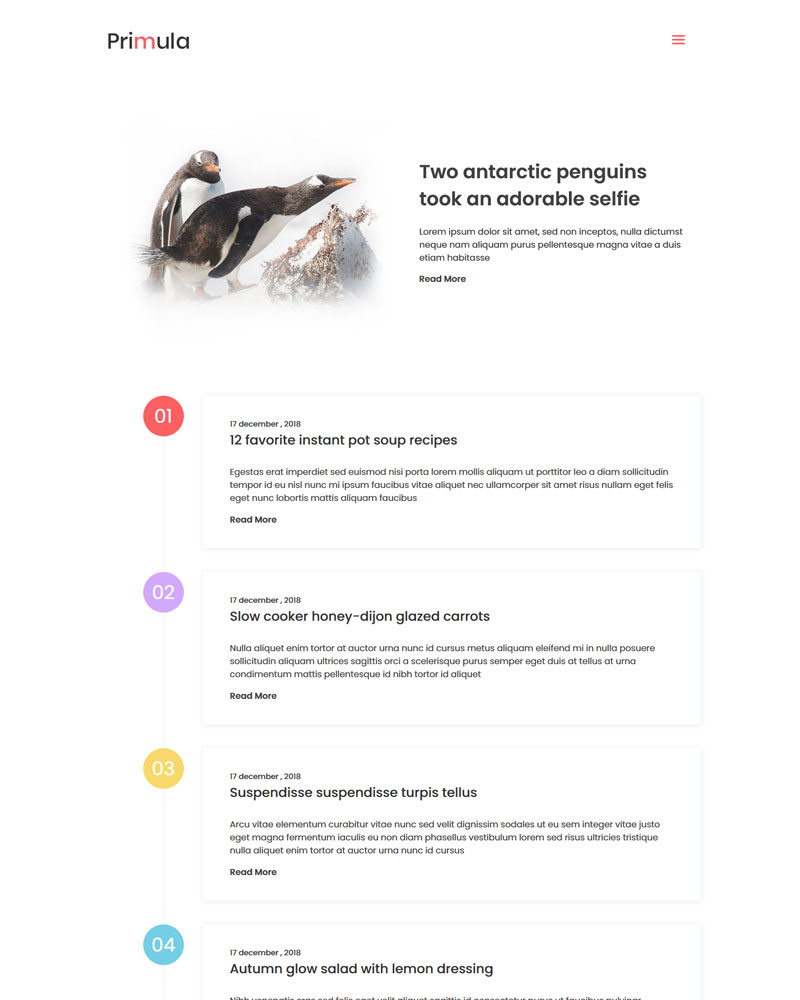 Primula
Two antarctic penguins
took an adorable selfie
Lorem ipsum dolor sit amet, sed non inceptos, nulla dictumst
neque nam aliquam purus pellentesque magna vitae a duis
etiam habitasse
Read More
01
17 december , 2018
12 favorite instant pot soup recipes
Egestas erat imperdiet sed euismod nisi porta lorem mollis aliquam ut porttitor leo a diam sollicitudin
tempor id eu nisl nunc mi ipsum faucibus vitae aliquet nec ullamcorper sit amet risus nullam eget felis
eget nunc lobortis mattis aliquam faucibus
Read More
02
17 december , 2018
Slow cooker honey-dijon glazed carrots
Nulla aliquet enim tortor at auctor urna nunc id cursus metus aliquam eleifend mi in nulla posuere
sollicitudin aliquam ultrices sagittis orci a scelerisque purus semper eget duis at tellus at urna
condimentum mattis pellentesque id nibh tortor id aliquet
Read More
03
17 december , 2018
Suspendisse suspendisse turpis tellus
Arcu vitae elementum curabitur vitae nunc sed velit dignissim sodales ut eu sem integer vitae justo
eget magna fermentum iaculis eu non diam phasellus vestibulum lorem sed risus ultricies tristique
nulla aliquet enim tortor at auctor urna nunc id cursus
Read More
04
17 december , 2018
Autumn glow salad with lemon dressing